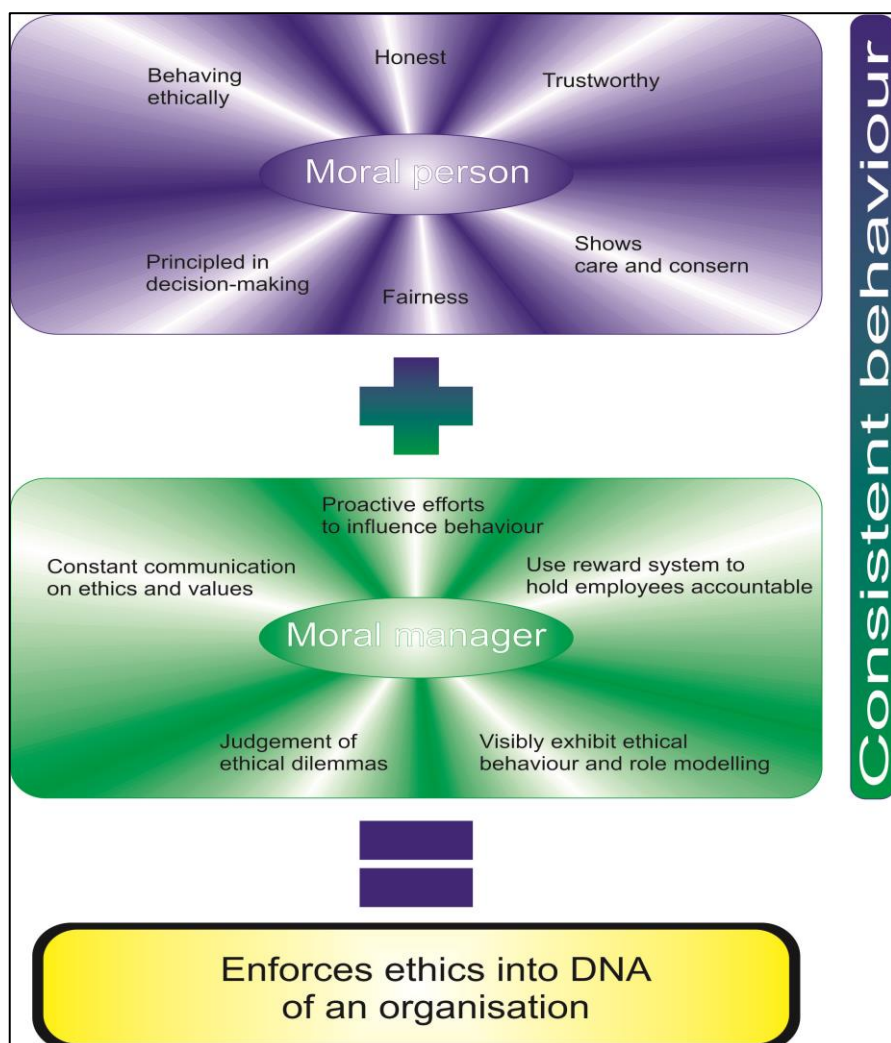 Honest
Behaving
ethically
Trustworthy
Moral person
Principled in
decision-making
Fairness
Shows
care and consern
Proactive efforts
to influence behaviour
Constant communication
on ethics and values
Use reward system to
hold employees accountable
Moral manager
Judgement of
ethical dilemmas
Visibly exhibit ethical
behaviour and role modelling
Enforces ethics into DNA
of an organisation
Consistent behaviour